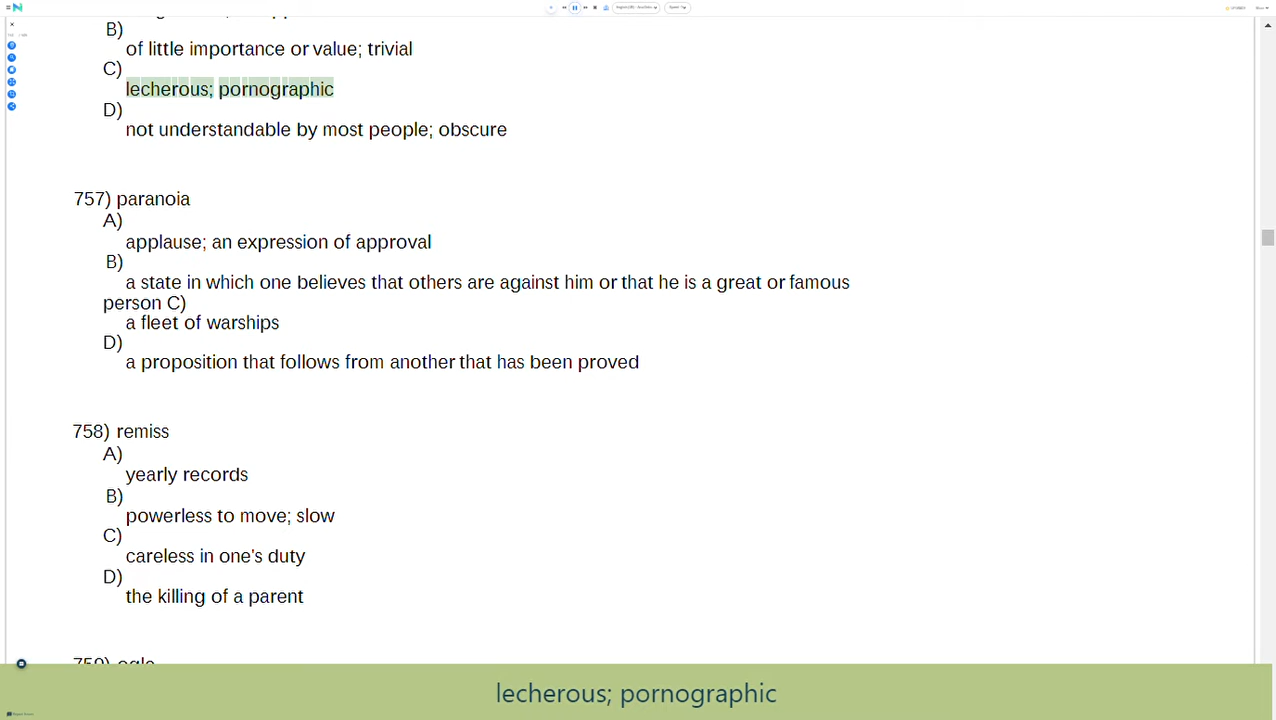 B)
of little importance or value; trivial
C)
lecherous; pornographic
D)
not understandable by most people; obscure
757) paranoia
A)
applause; an expression of approval
B)
a state in which one believes that others are against him or that he is a great or famous
person C)
a fleet of warships
D)
a proposition that follows from another that has been proved
758) remiss
A)
yearly records
B)
powerless to move; slow
C)
careless in one's duty
D)
the killing of a parent
759) ogle
lecherous; pornographic